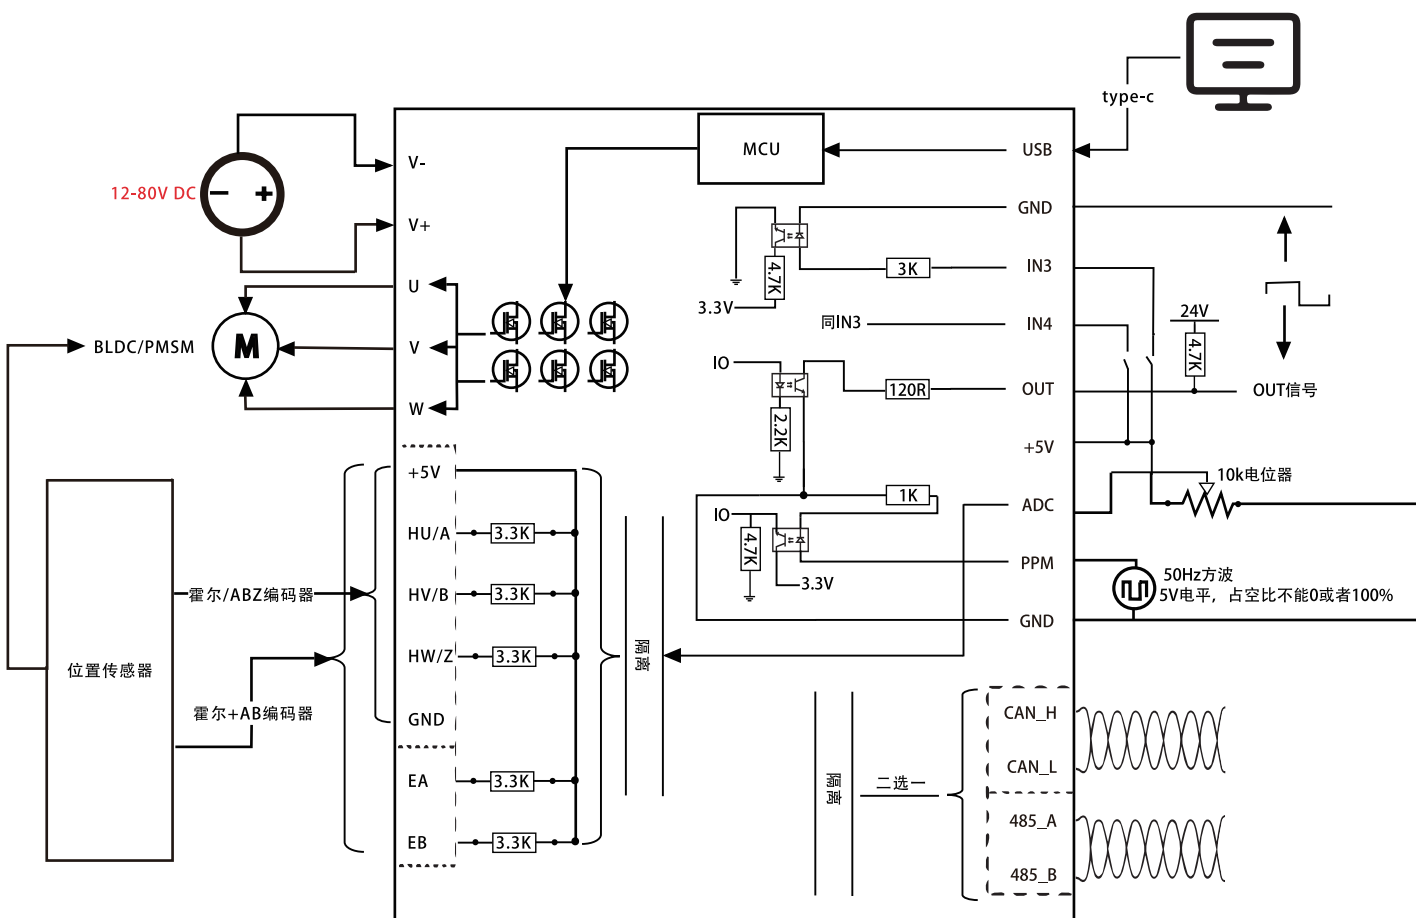 type-c
MCU
USB
V-
12-80V DC
V+
GND
4.7K
3K
IN3
3.3V
U
24V
同IN3
IN4
4.7K
M
BLDC/PMSM
V
IO
120R
OUT
OUT信号
W
2.2K
+5V
+5V
10k电位器
1K
ADC
IO
HU/A
3.3K
4.7K
PPM
50Hz方波
3.3V
5V电平，占空比不能0或者100%
霍尔/ABZ编码器
HV/B
3.3K
GND
隔离
HW/Z
3.3K
位置传感器
霍尔+AB编码器
GND
CAN_H
CAN_L
EA
3.3K
隔离
二选一
485_A
EB
3.3K
485_B